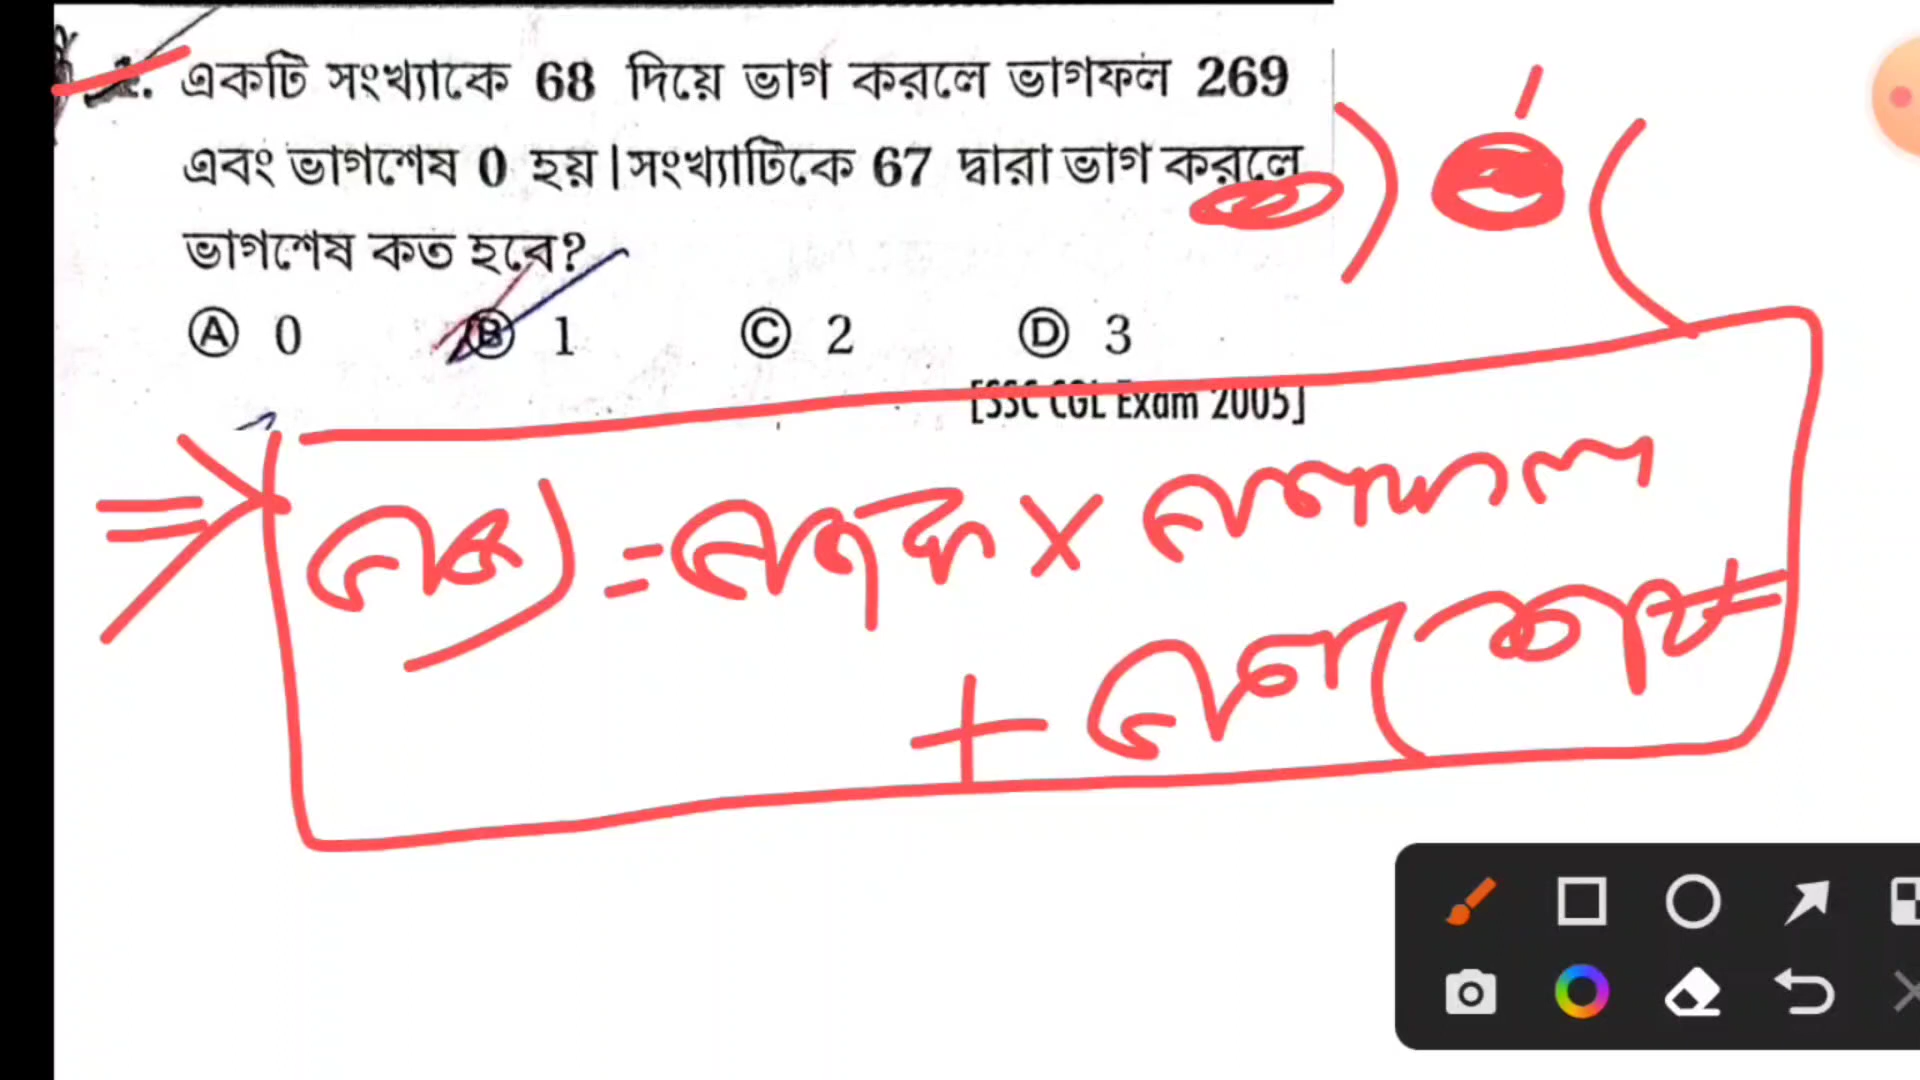 1. একটি সংখ্যাকে 68 দিয়ে ভাগ করলে ভাগফল 269
এবং ভাগশেষ 0 হয়। সংখ্যাটিকে 67 দ্বারা ভাগ করলে
ভাগশেষ কত হবে?
Ⓐ 0 Ⓑ 1 Ⓒ 2 Ⓓ 3
[SSC CGL Exam 2005]
ভাজ্য = ভাজক × ভাগফল
+ ভাগশেষ